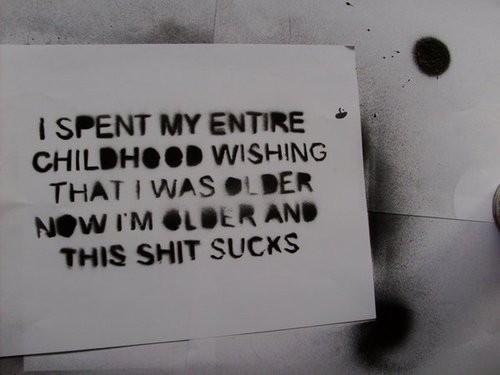 I SPENT MY ENTIRE
CHILDHOOD WISHING
THAT I WAS OLDER
NOW I'M OLDER AND
THIS SHIT SUCKS